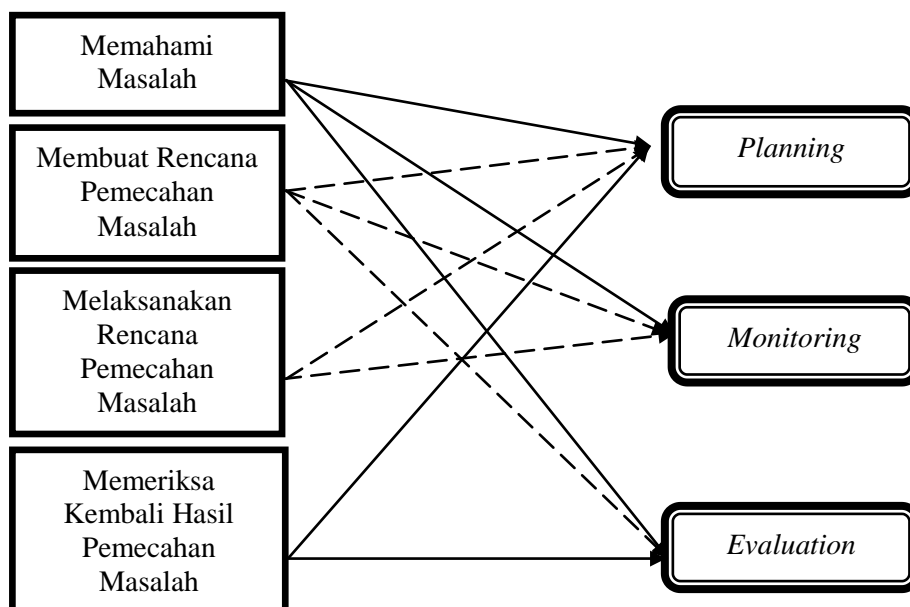 Memahami
Masalah
Membuat Rencana
Pemecahan
Masalah
Melaksanakan
Rencana
Pemecahan
Masalah
Memeriksa
Kembali Hasil
Pemecahan
Masalah
Planning
Monitoring
Evaluation